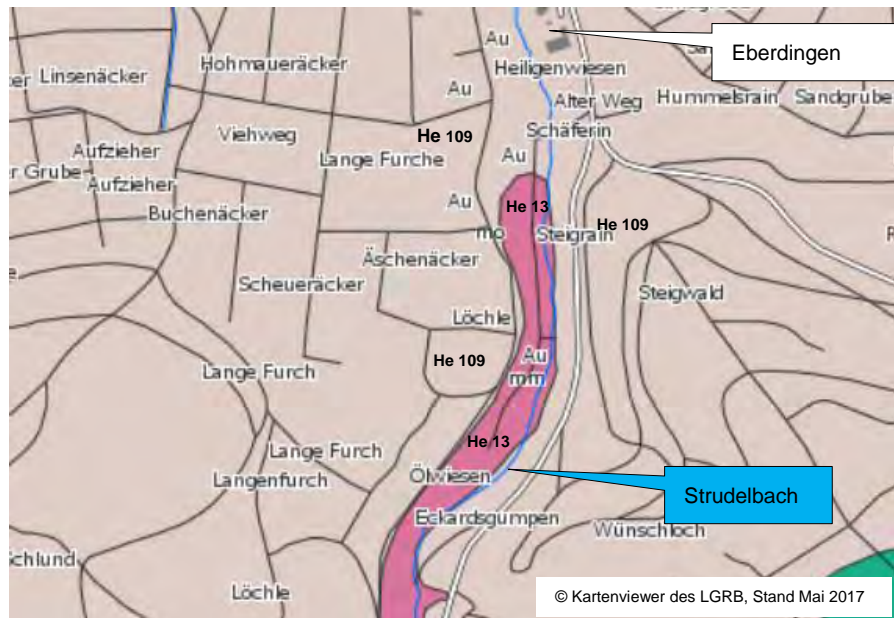 Au
Eberdingen
Hohmaueräcker
Heiligenwiesen
Linsenäcker
Au
Alter Weg
Hummelsrain
Sandgrube
Viehweg
He 109
Schäferin
Aufzieher
Lange Furche
Au
r Grube
Aufzieher
Buchenäcker
Au
He 13
He 109
mo
Steigrain
Äschenäcker
Scheueräcker
Steigwald
Löchle
He 109
Au
mm
Lange Furch
He 13
Lange Furch
Langenfurch
Ölwiesen
Strudelbach
Eckardsgumpen
Wünschloch
chlund
Löchle
© Kartenviewer des LGRB, Stand Mai 2017